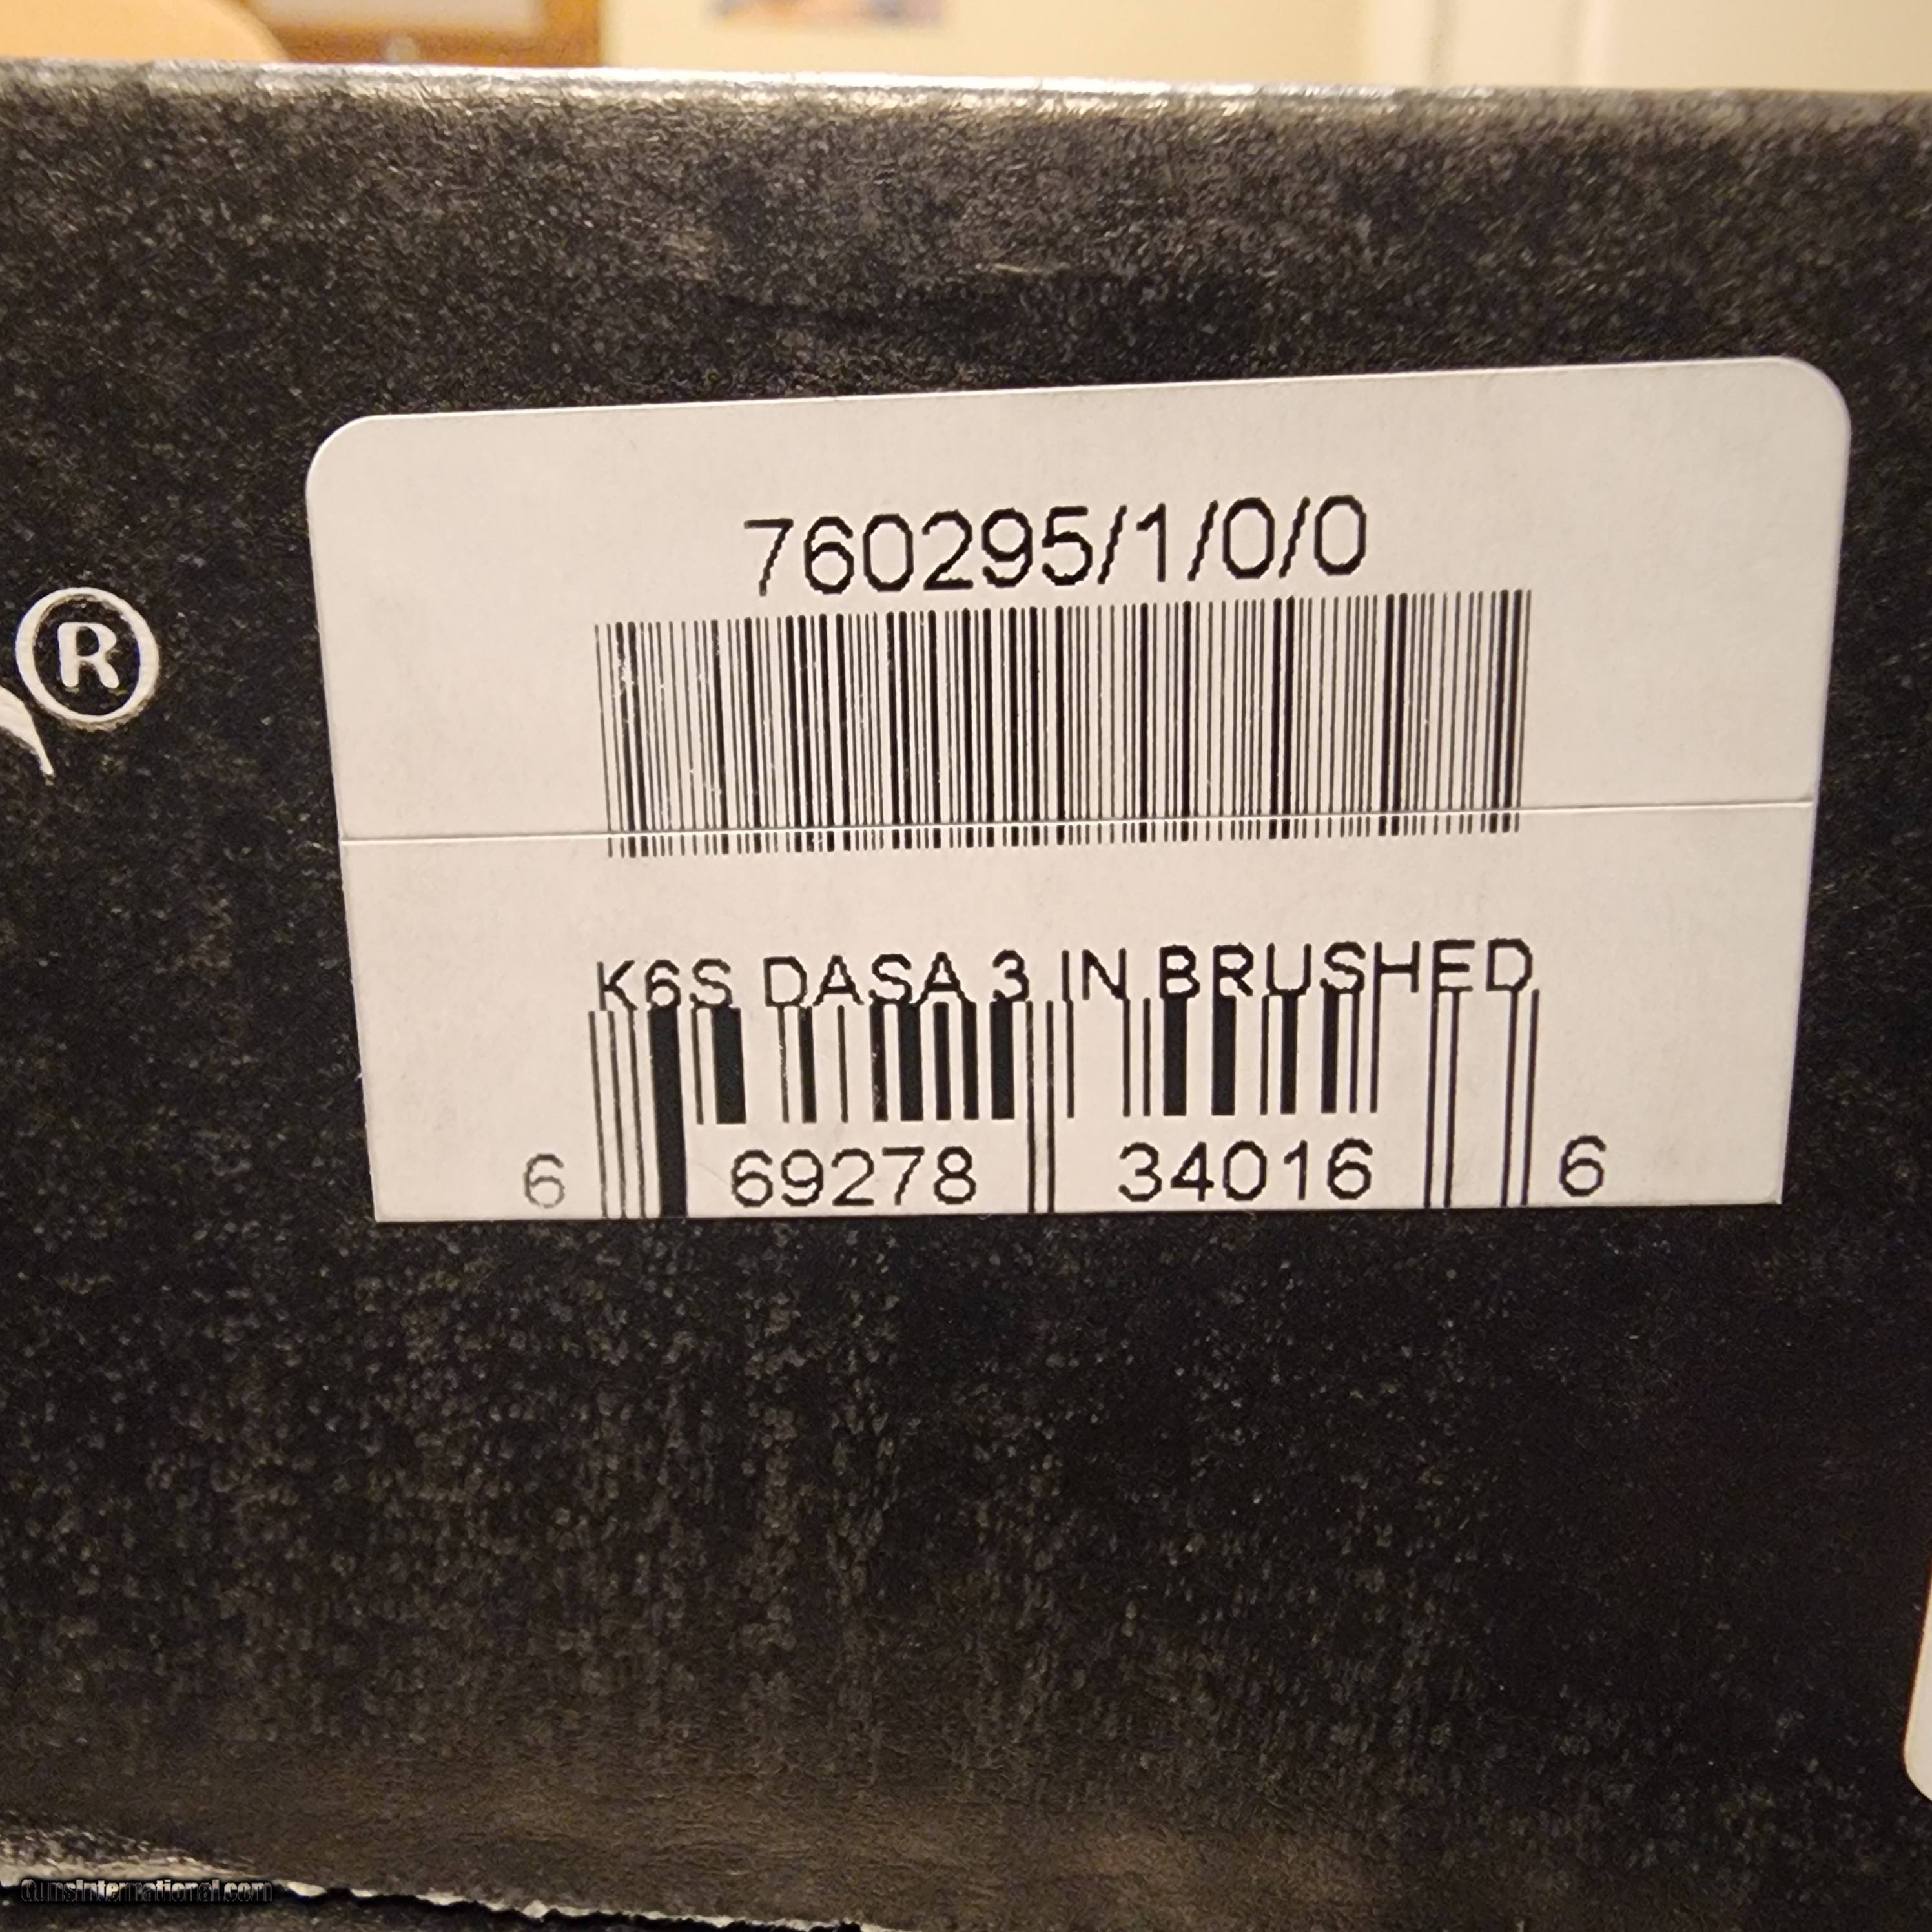 760295/1/0/0
®
K6S DASA 3 IN BRUSHED
6 69278 34016 6
GunsInternational.com